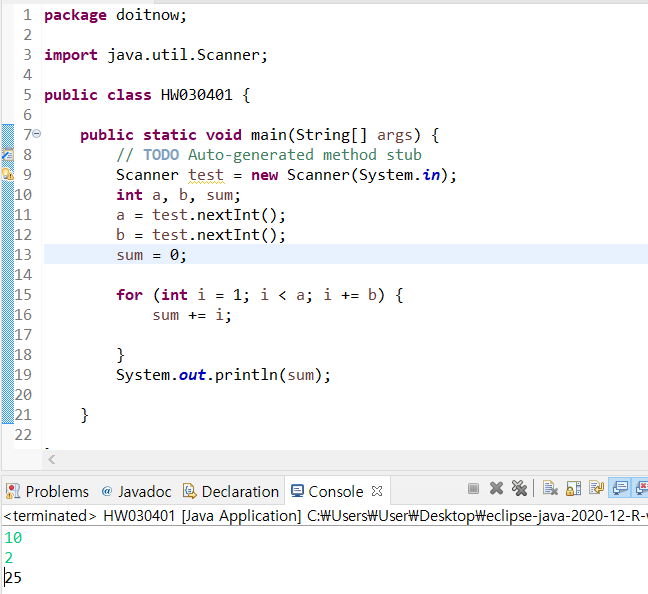 1 package doitnow;
2
3 import java.util.Scanner;
4
5 public class HW030401 {
6
7 public static void main(String[] args) {
8 // TODO Auto-generated method stub
9 Scanner test = new Scanner(System.in);
10 int a, b, sum;
11 a = test.nextInt();
12 b = test.nextInt();
13 sum = 0;
14
15 for (int i = 1; i < a; i += b) {
16 sum += i;
17
18 }
19 System.out.println(sum);
20
21 }
22
Problems @ Javadoc Declaration Console
<terminated> HW030401 [Java Application] C:₩Users₩User₩Desktop₩eclipse-java-2020-12-R-
10
2
25